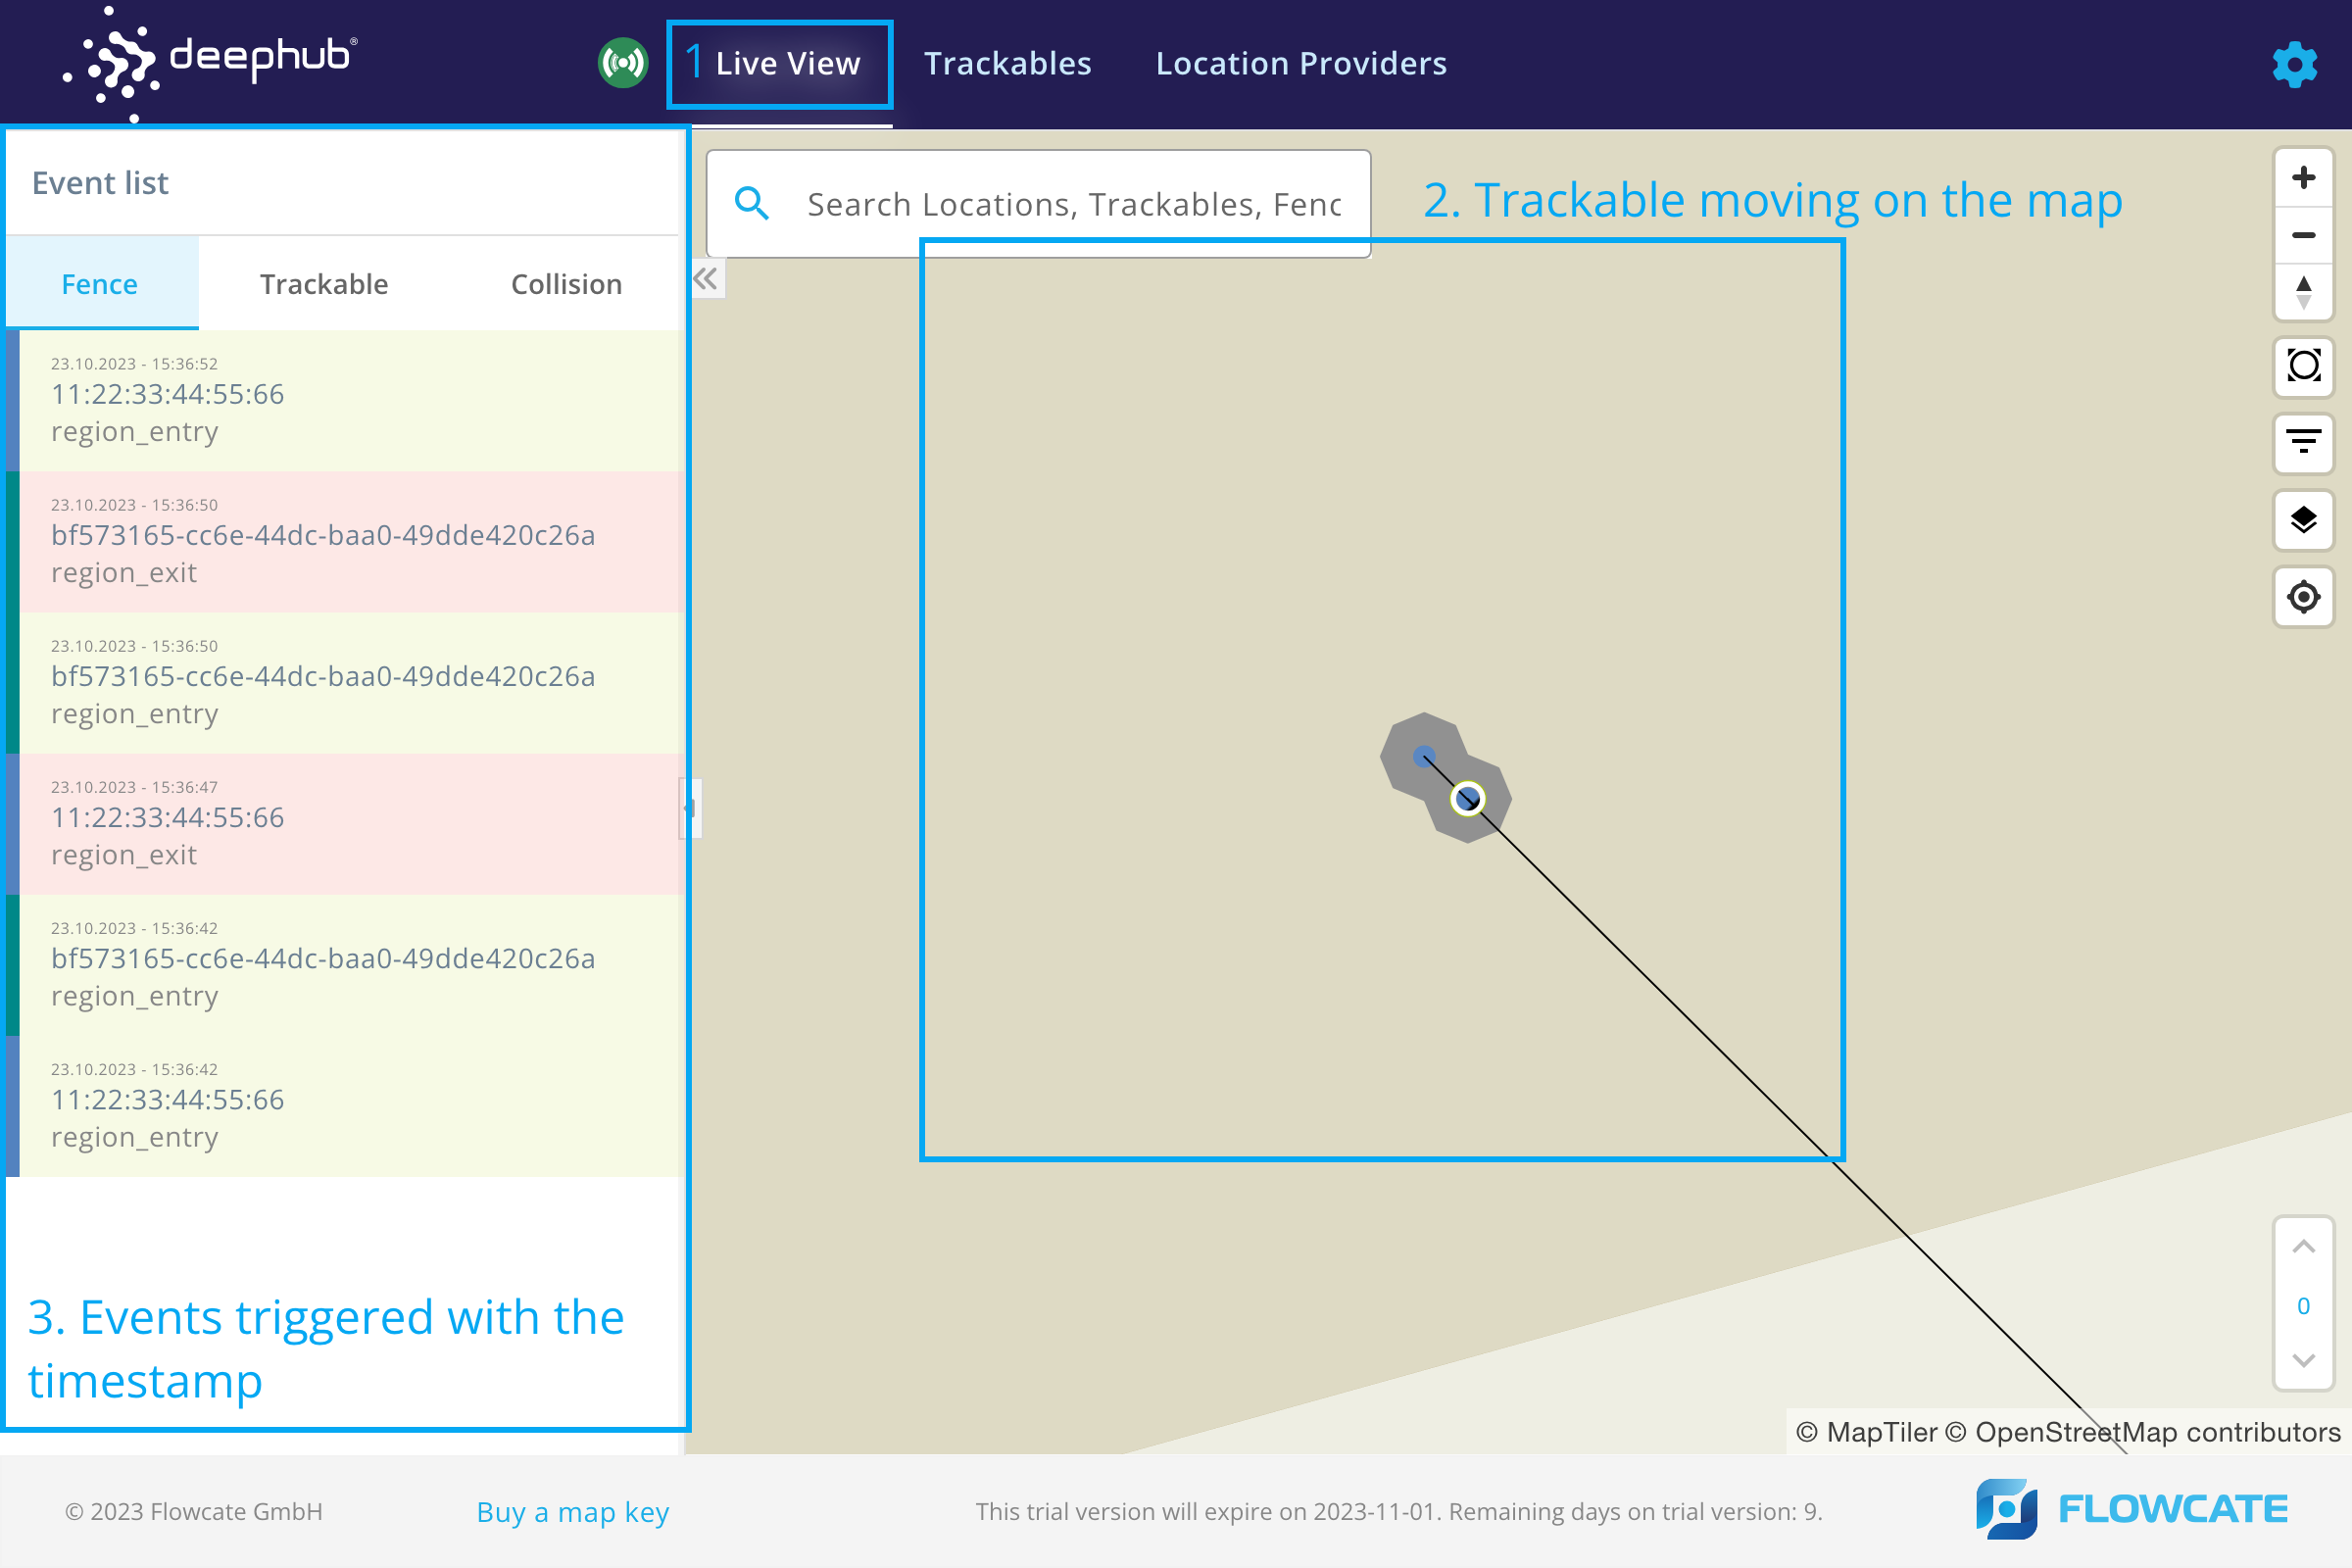 deephub®
1 Live View
Trackables
Location Providers
Event list
Search Locations, Trackables, Fenc
2. Trackable moving on the map
Fence
Trackable
Collision
23.10.2023 - 15:36:52
11:22:33:44:55:66
region_entry
23.10.2023 - 15:36:50
bf573165-cc6e-44dc-baa0-49dde420c26a
region_exit
23.10.2023 - 15:36:50
bf573165-cc6e-44dc-baa0-49dde420c26a
region_entry
23.10.2023 - 15:36:47
11:22:33:44:55:66
region_exit
23.10.2023 - 15:36:42
bf573165-cc6e-44dc-baa0-49dde420c26a
region_entry
23.10.2023 - 15:36:42
11:22:33:44:55:66
region_entry
3. Events triggered with the
timestamp
0
© MapTiler © OpenStreetMap contributors
© 2023 Flowcate GmbH
Buy a map key
This trial version will expire on 2023-11-01. Remaining days on trial version: 9.
FLOWCATE